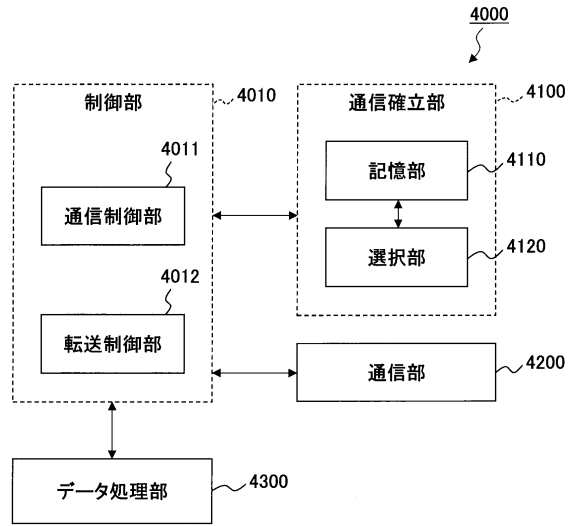 4000
制御部
4010
4011
通信制御部
4012
転送制御部
通信確立部
4100
記憶部
4110
選択部
4120
通信部
4200
データ処理部
4300